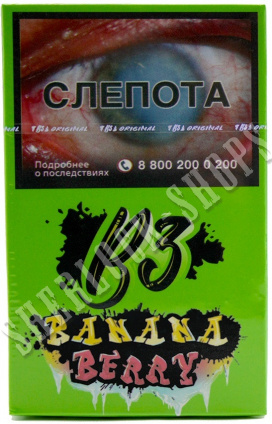 СЛЕПОТА
Подробнее
о последствиях
8 800 200 0 200
B3
BANANA
BERRY